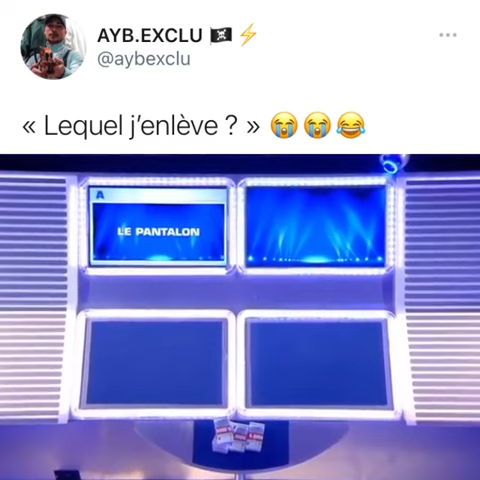 AYB.EXCLU 🏴‍☠️⚡
@aybexclu
« Lequel j’enlève ? » 😭😭😂
A
LE PANTALON